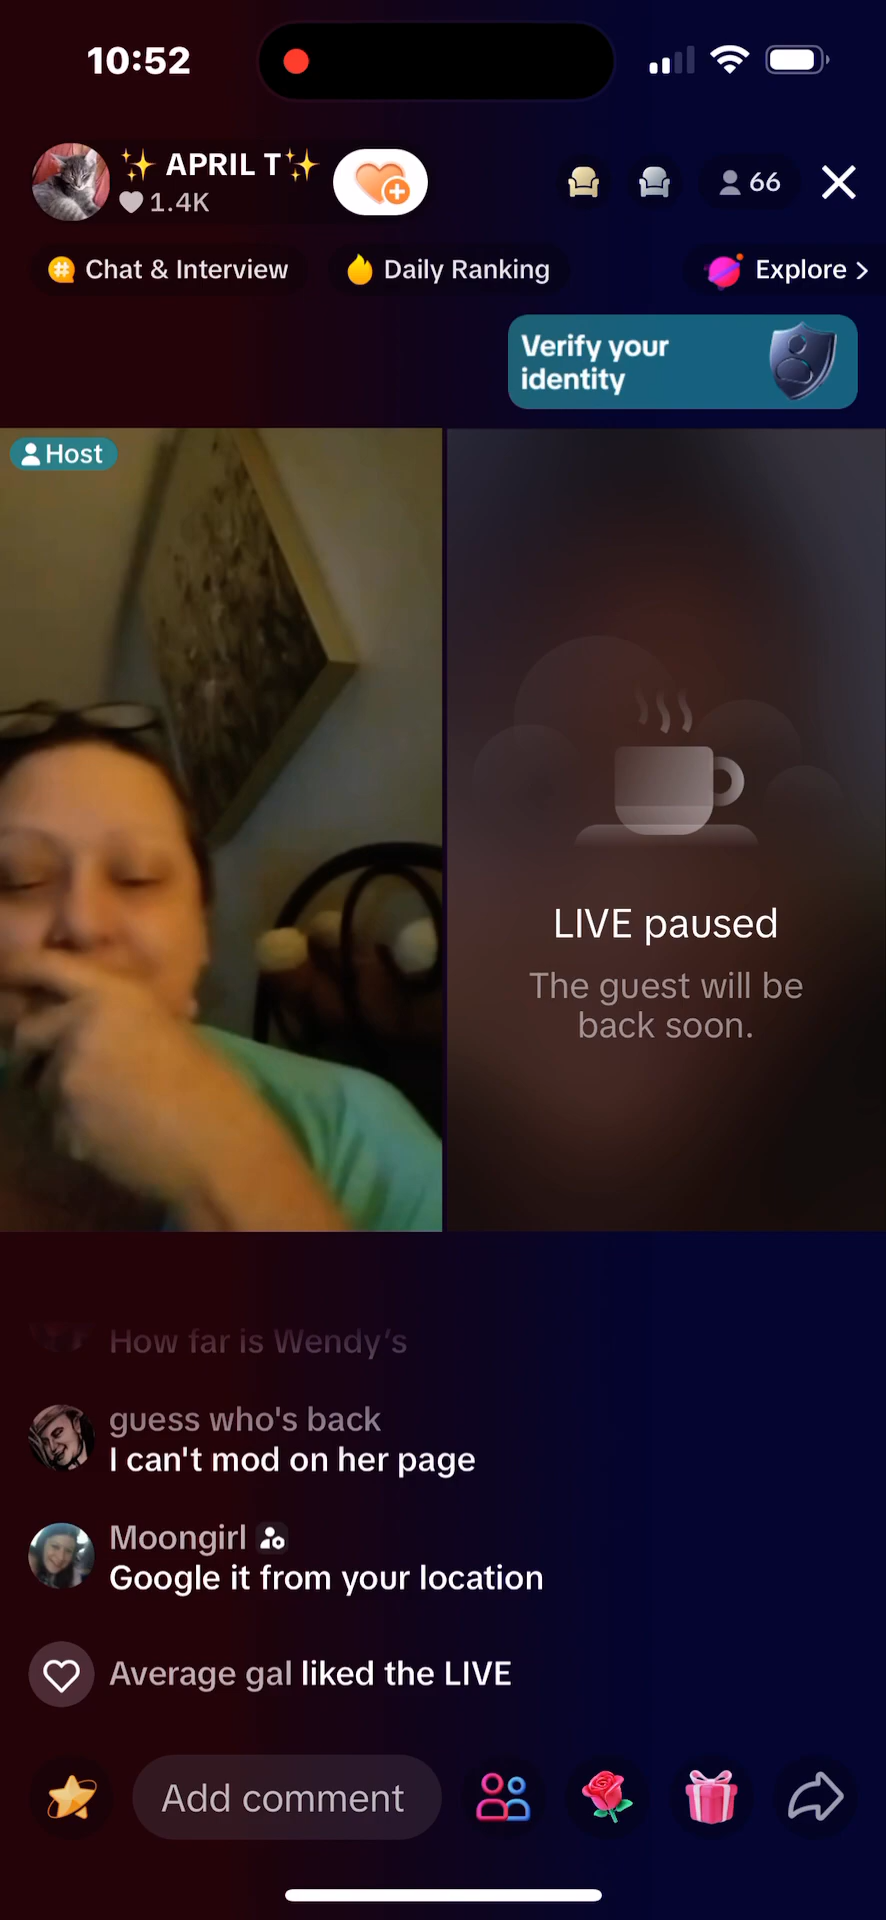 10:52
✨ APRIL T✨
1.4K
66
Chat & Interview
Daily Ranking
Explore >
Verify your
identity
Host
LIVE paused
The guest will be
back soon.
How far is Wendy's
guess who's back
I can't mod on her page
Moongirl
Google it from your location
Average gal liked the LIVE
Add comment